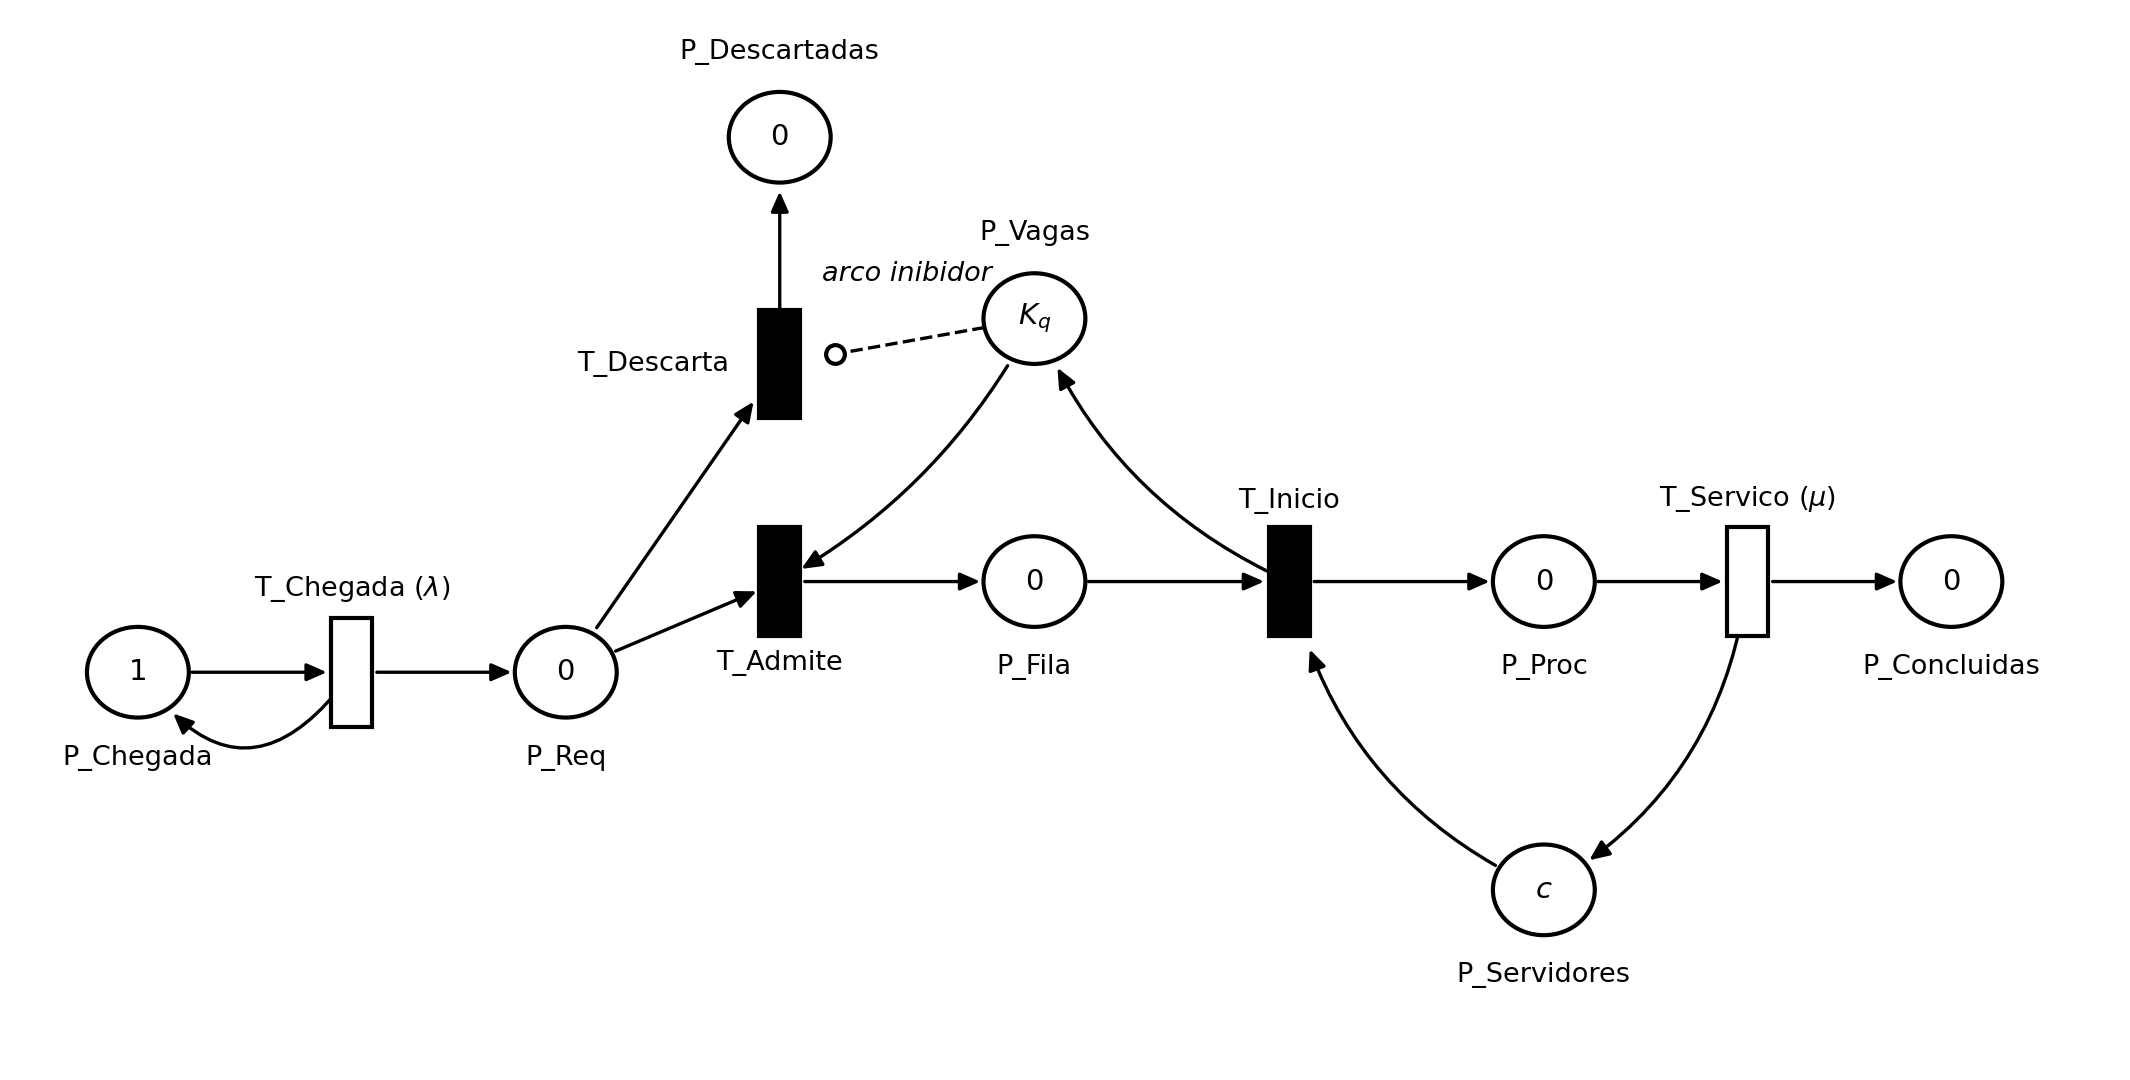 P_Descartadas
0
P_Vagas
arco inibidor
K_q
T_Descarta
T_Inicio
T_Servico (μ)
T_Chegada (λ)
0
0
0
T_Admite
P_Fila
P_Proc
P_Concluidas
1
0
P_Chegada
P_Req
c
P_Servidores